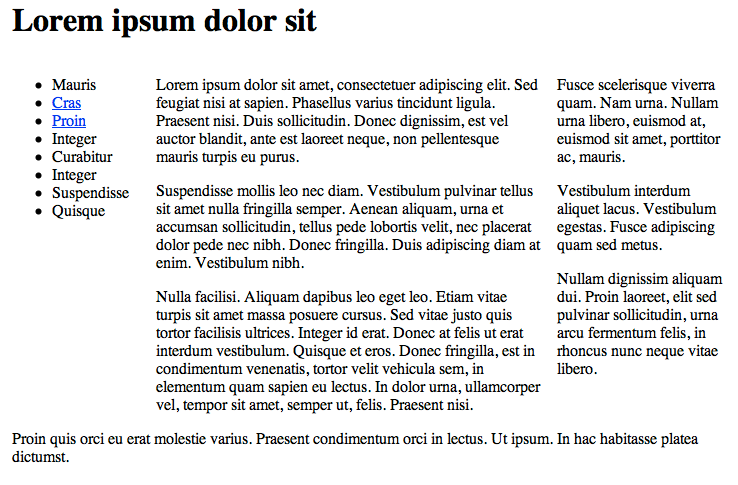 Lorem ipsum dolor sit
Mauris
Cras
Proin
Integer
Curabitur
Integer
Suspendisse
Quisque
Lorem ipsum dolor sit amet, consectetuer adipiscing elit. Sed
feugiat nisi at sapien. Phasellus varius tincidunt ligula.
Praesent nisi. Duis sollicitudin. Donec dignissim, est vel
auctor blandit, ante est laoreet neque, non pellentesque
mauris turpis eu purus.
Suspendisse mollis leo nec diam. Vestibulum pulvinar tellus
sit amet nulla fringilla semper. Aenean aliquam, urna et
accumsan sollicitudin, tellus pede lobortis velit, nec placerat
dolor pede nec nibh. Donec fringilla. Duis adipiscing diam at
enim. Vestibulum nibh.
Nulla facilisi. Aliquam dapibus leo eget leo. Etiam vitae
turpis sit amet massa posuere cursus. Sed vitae justo quis
tortor facilisis ultrices. Integer id erat. Donec at felis ut erat
interdum vestibulum. Quisque et eros. Donec fringilla, est in
condimentum venenatis, tortor velit vehicula sem, in
elementum quam sapien eu lectus. In dolor urna, ullamcorper
vel, tempor sit amet, semper ut, felis. Praesent nisi.
Fusce scelerisque viverra
quam. Nam urna. Nullam
urna libero, euismod at,
euismod sit amet, porttitor
ac, mauris.
Vestibulum interdum
aliquet lacus. Vestibulum
egestas. Fusce adipiscing
quam sed metus.
Nullam dignissim aliquam
dui. Proin laoreet, elit sed
pulvinar sollicitudin, urna
arcu fermentum felis, in
rhoncus nunc neque vitae
libero.
Proin quis orci eu erat molestie varius. Praesent condimentum orci in lectus. Ut ipsum. In hac habitasse platea
dictumst.